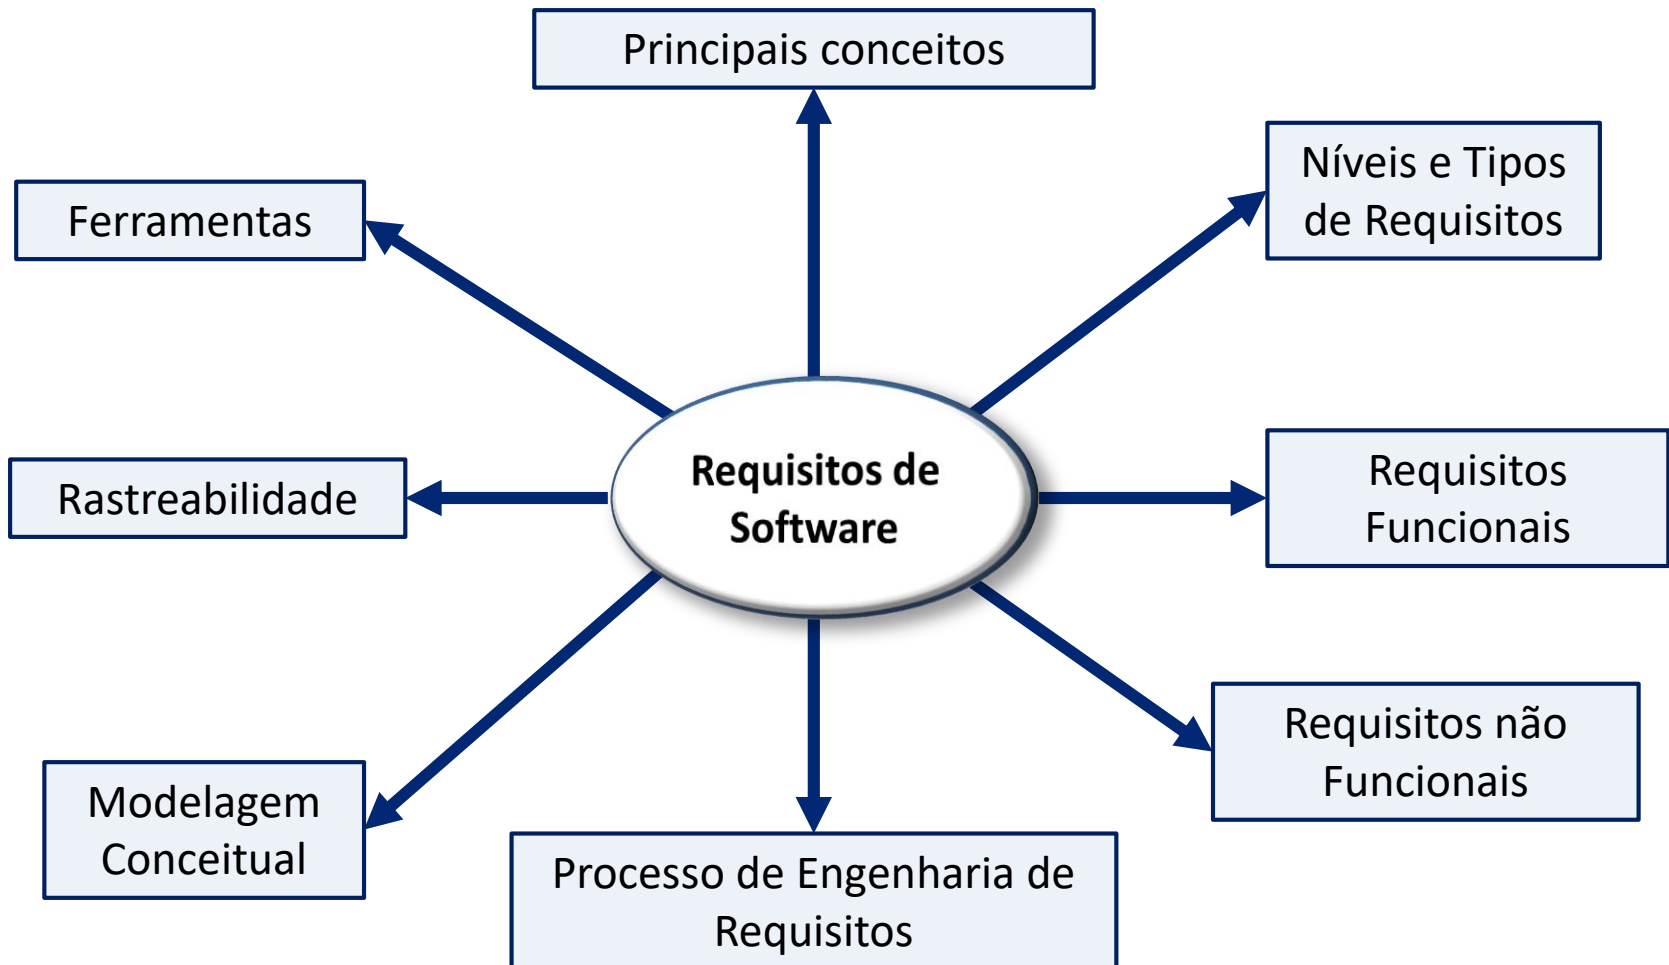 Principais conceitos
Níveis e Tipos
de Requisitos
Ferramentas
Requisitos de
Software
Requisitos
Funcionais
Rastreabilidade
Requisitos não
Funcionais
Modelagem
Conceitual
Processo de Engenharia de
Requisitos